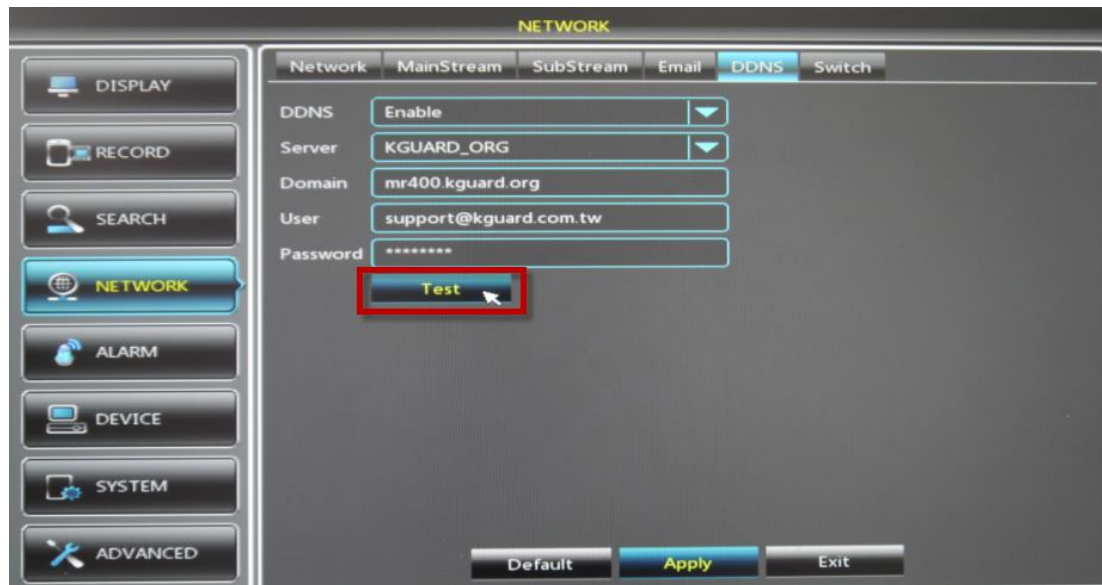 NETWORK
DISPLAY
RECORD
SEARCH
NETWORK
ALARM
DEVICE
SYSTEM
ADVANCED
Network MainStream SubStream Email DDNS Switch
DDNS Enable
Server KGUARD_ORG
Domain mr400.kguard.org
User support@kguard.com.tw
Password ********
Test
Default Apply Exit